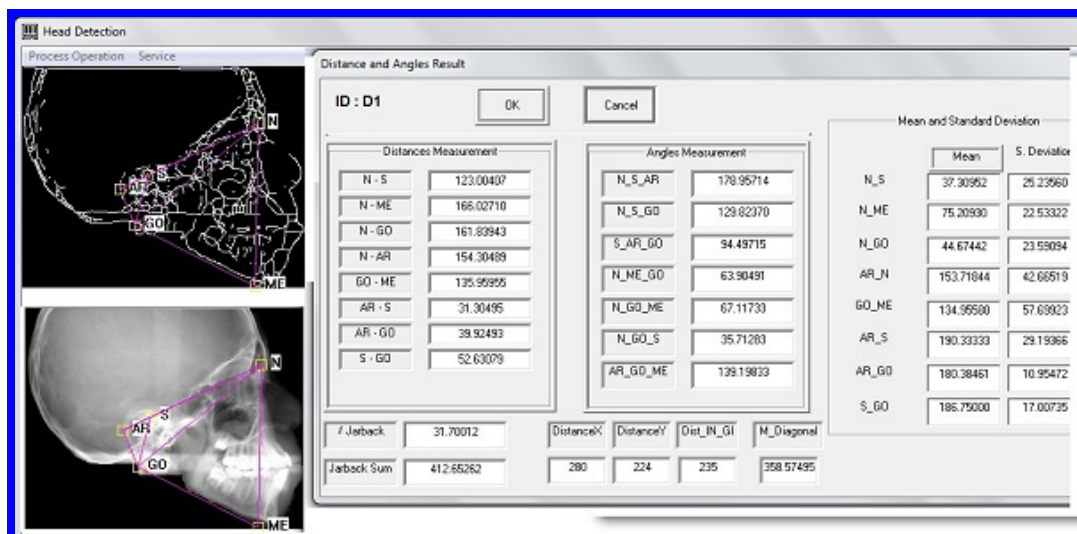 Head Detection
Process Operation Service
N
S
AR
GO
ME
N
S
AR
GO
ME
Distance and Angles Result
ID : D1
OK
Cancel
Distances Measurement
N - S 123.00407
N - ME 166.02710
N - GO 161.83943
N - AR 154.30489
GO - ME 135.95955
AR - S 31.30495
AR - GO 39.92493
S - GO 52.63079
Angles Measurement
N_S_AR 178.95714
N_S_GO 129.82370
S_AR_GO 94.49715
N_ME_GO 63.90491
N_GO_ME 67.11733
N_GO_S 35.71283
AR_GO_ME 139.19833
Mean and Standard Deviation
Mean S. Deviatior
N_S 37.30952 25.23560
N_ME 75.20930 22.53322
N_GO 44.67442 23.59094
AR_N 153.71844 42.66519
GO_ME 134.95580 57.69923
AR_S 190.33333 29.19366
AR_GO 180.38461 10.95472
S_GO 186.75000 17.00735
/ Jarback 31.70012
Jarback Sum 412.65262
DistanceX DistanceY Dist_IN_GI M_Diagonal
280 224 235 358.57495